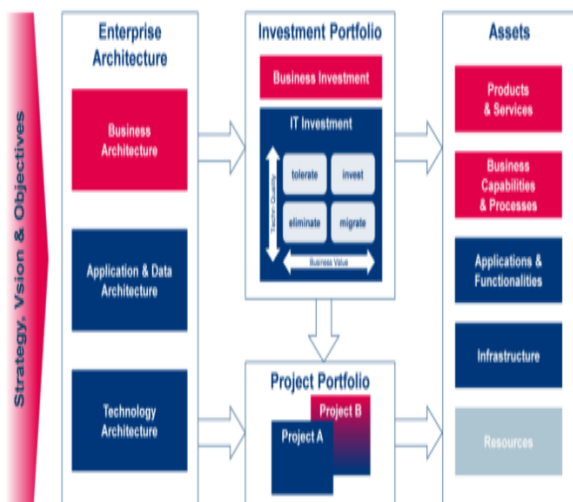 Strategy, Vsion & Objectives
Enterprise
Architecture
Business
Architecture
Application & Data
Architecture
Technology
Architecture
Investment Portfolio
Business Investment
IT Investment
tolerate
invest
eliminate
migrate
Business Value
Project Portfolio
Project B
Project A
Assets
Products
& Services
Business
Capabilities
& Processes
Applications &
Functionalities
Infrastructure
Resources